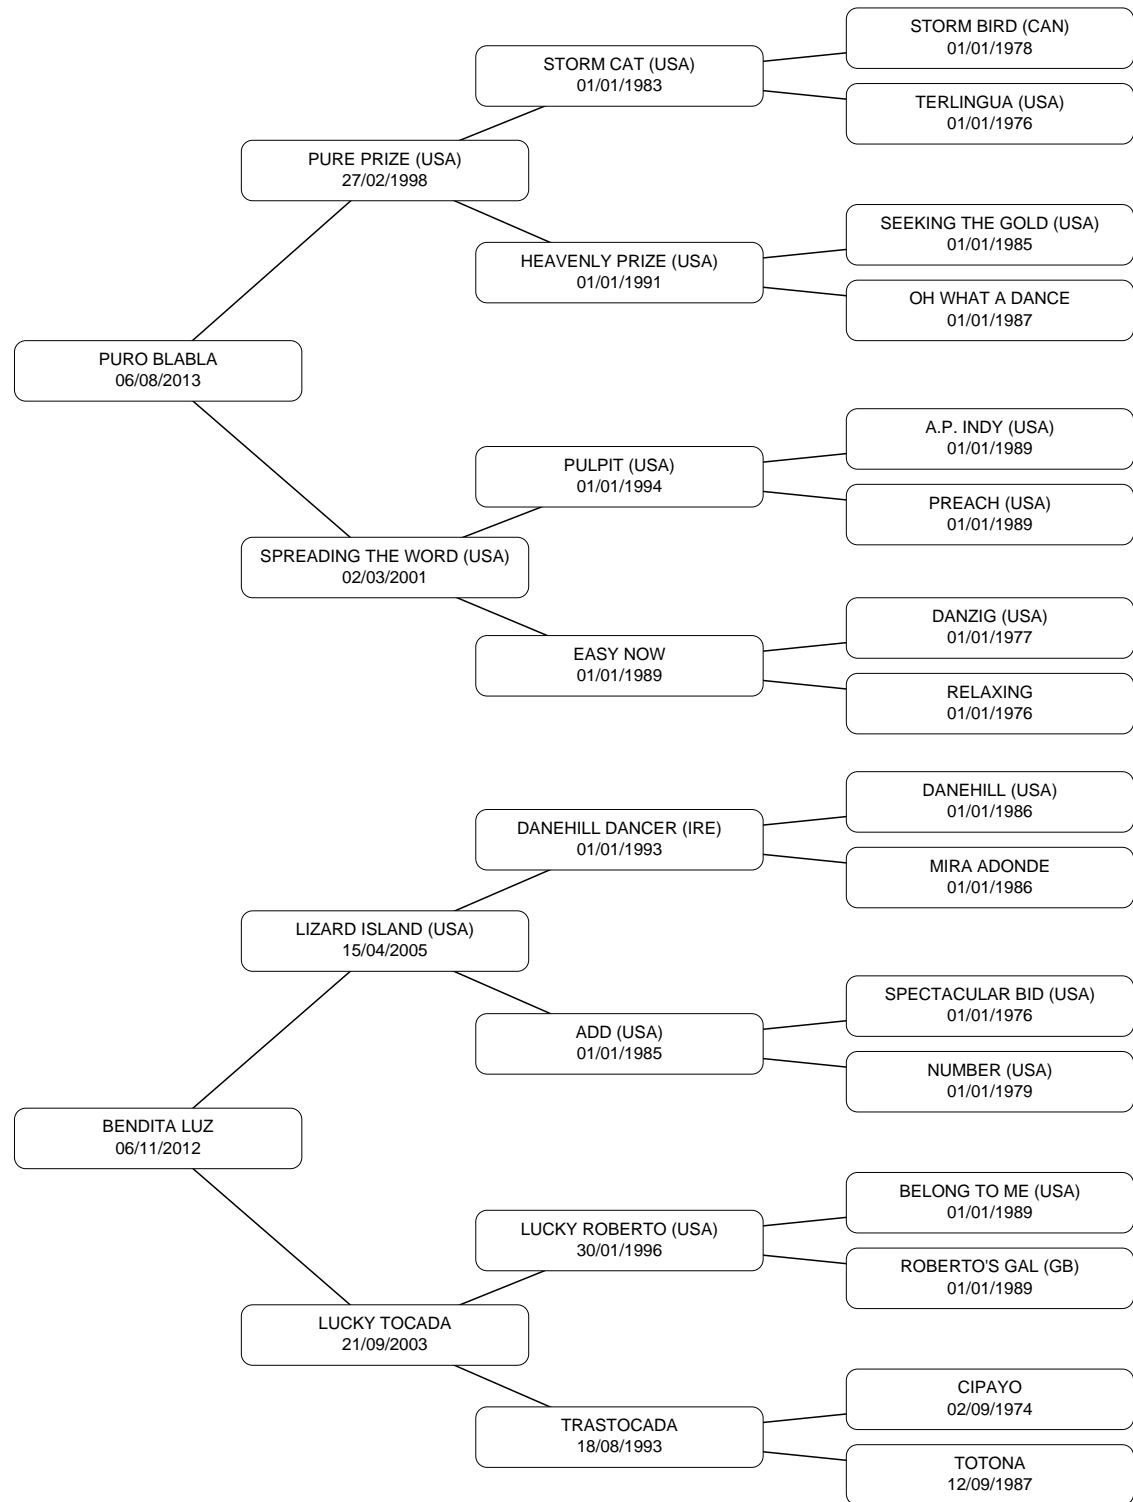 STORM BIRD (CAN)
01/01/1978
STORM CAT (USA)
01/01/1983
TERLINGUA (USA)
01/01/1976
PURE PRIZE (USA)
27/02/1998
SEEKING THE GOLD (USA)
01/01/1985
HEAVENLY PRIZE (USA)
01/01/1991
OH WHAT A DANCE
01/01/1987
PURO BLABLA
06/08/2013
A.P. INDY (USA)
01/01/1989
PULPIT (USA)
01/01/1994
PREACH (USA)
01/01/1989
SPREADING THE WORD (USA)
02/03/2001
DANZIG (USA)
01/01/1977
EASY NOW
01/01/1989
RELAXING
01/01/1976
DANEHILL (USA)
01/01/1986
DANEHILL DANCER (IRE)
01/01/1993
MIRA ADONDE
01/01/1986
LIZARD ISLAND (USA)
15/04/2005
SPECTACULAR BID (USA)
01/01/1976
ADD (USA)
01/01/1985
NUMBER (USA)
01/01/1979
BENDITA LUZ
06/11/2012
BELONG TO ME (USA)
01/01/1989
LUCKY ROBERTO (USA)
30/01/1996
ROBERTO'S GAL (GB)
01/01/1989
LUCKY TOCADA
21/09/2003
CIPAYO
02/09/1974
TRASTOCADA
18/08/1993
TOTONA
12/09/1987